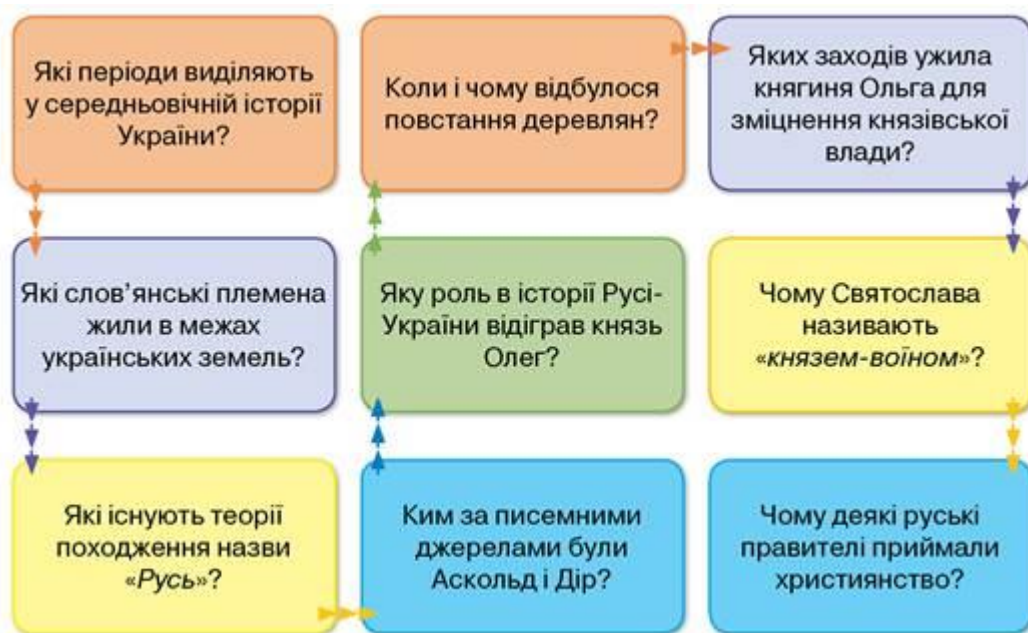 Які періоди виділяють
у середньовічній історії
України?
Які слов’янські племена
жили в межах
українських земель?
Які існують теорії
походження назви
«Русь»?
Ким за писемними
джерелами були
Аскольд і Дір?
Яку роль в історії Русі-
України відіграв князь
Олег?
Коли і чому відбулося
повстання деревлян?
Яких заходів ужила
княгиня Ольга для
зміцнення князівської
влади?
Чому Святослава
називають
«князем-воїном»?
Чому деякі руські
правителі приймали
християнство?